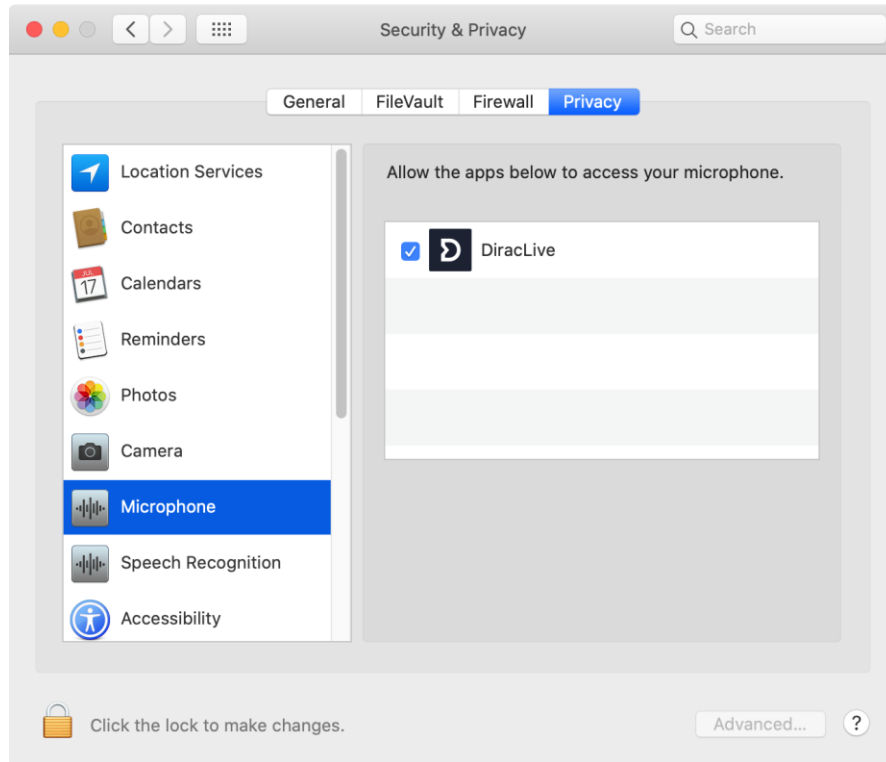 Security & Privacy
Search
General
FileVault
Firewall
Privacy
Location Services
Contacts
JUL
17
Calendars
Reminders
Photos
Camera
Microphone
Speech Recognition
Accessibility
Allow the apps below to access your microphone.
DiracLive
Click the lock to make changes.
Advanced...
?